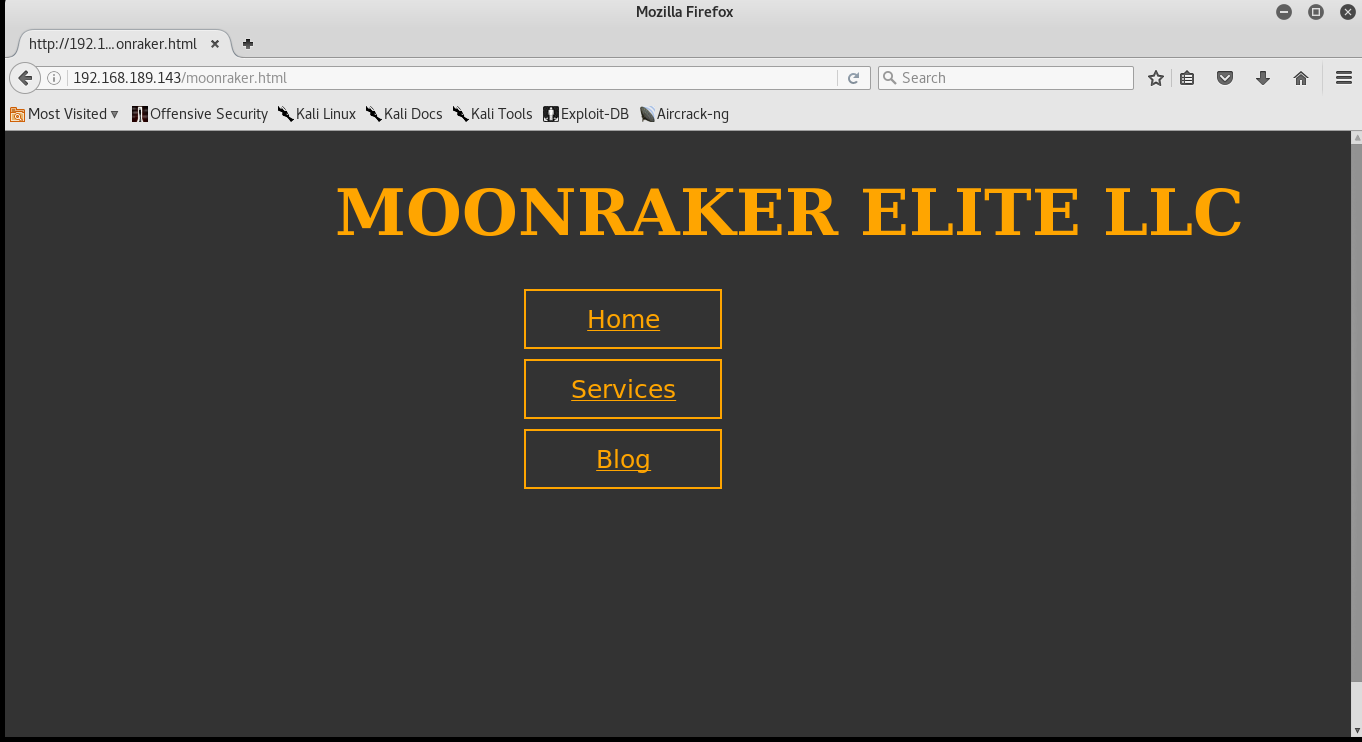 Mozilla Firefox
http://192.1...onraker.html
192.168.189.143/moonraker.html Search
Most Visited Offensive Security Kali Linux Kali Docs Kali Tools Exploit-DB Aircrack-ng
MOONRAKER ELITE LLC
Home
Services
Blog